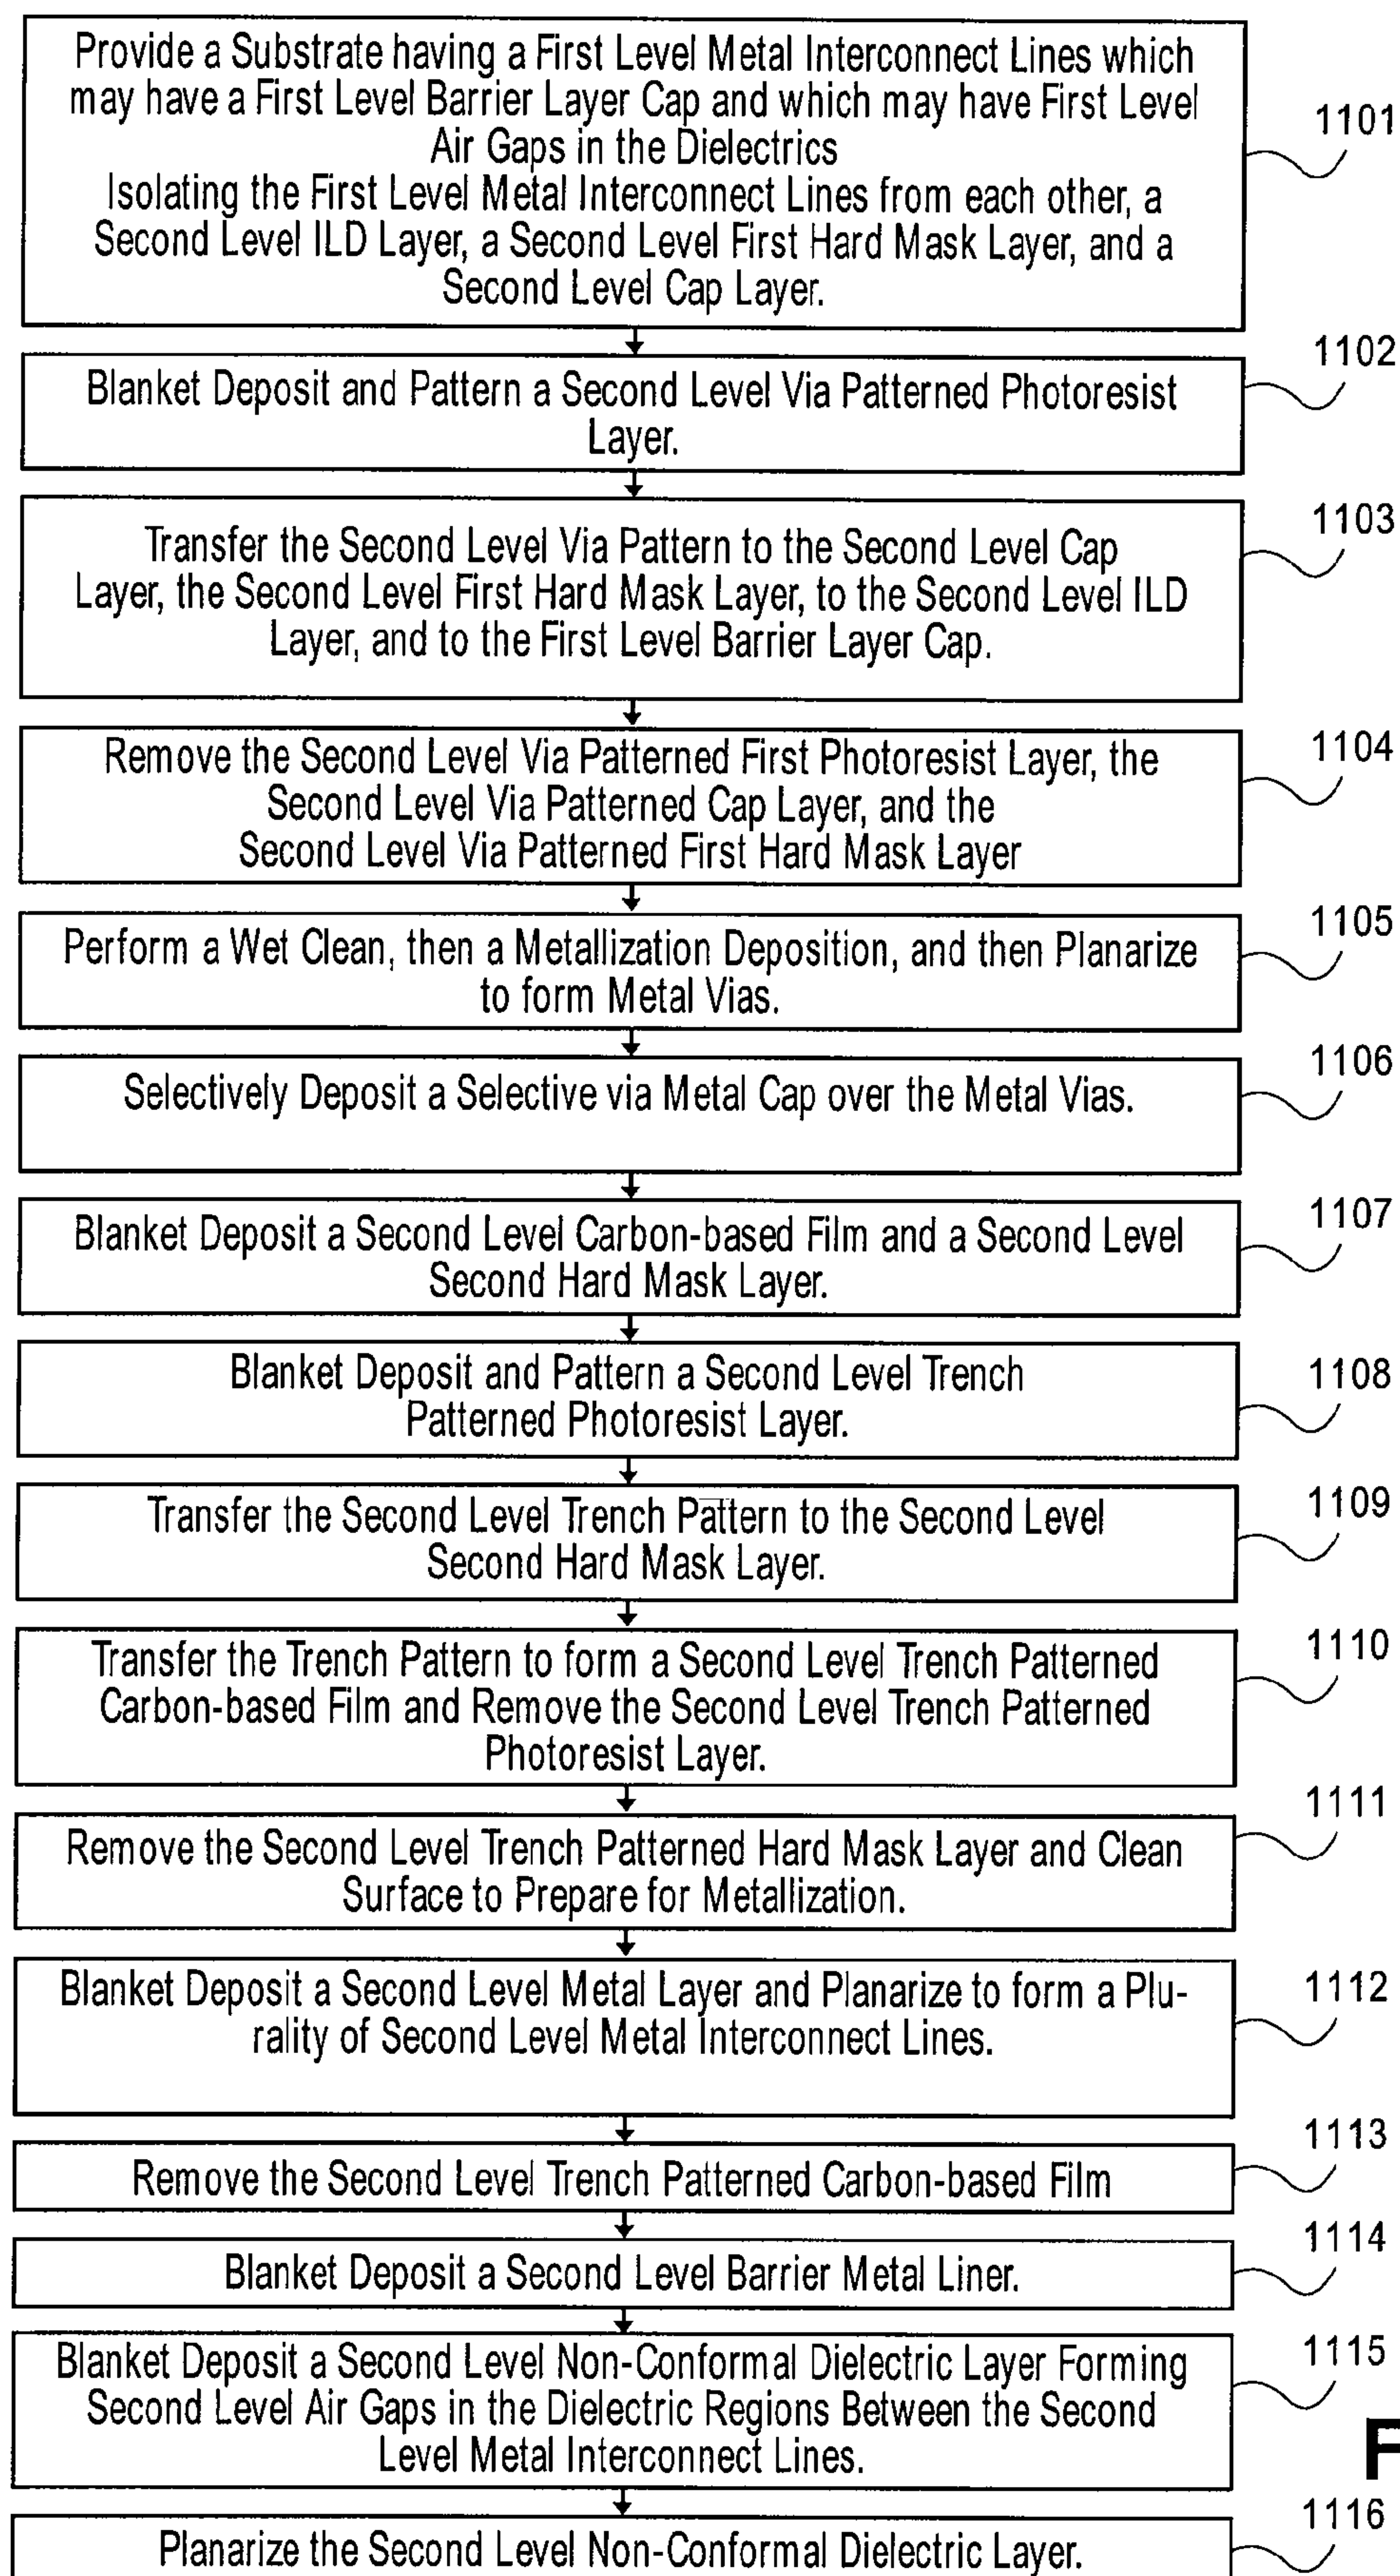 Provide a Substrate having a First Level Metal Interconnect Lines which
may have a First Level Barrier Layer Cap and which may have First Level
Air Gaps in the Dielectrics
Isolating the First Level Metal Interconnect Lines from each other, a
Second Level ILD Layer, a Second Level First Hard Mask Layer, and a
Second Level Cap Layer.
1101
Blanket Deposit and Pattern a Second Level Via Patterned Photoresist
Layer.
1102
Transfer the Second Level Via Pattern to the Second Level Cap
Layer, the Second Level First Hard Mask Layer, to the Second Level ILD
Layer, and to the First Level Barrier Layer Cap.
1103
Remove the Second Level Via Patterned First Photoresist Layer, the
Second Level Via Patterned Cap Layer, and the
Second Level Via Patterned First Hard Mask Layer
1104
Perform a Wet Clean, then a Metallization Deposition, and then Planarize
to form Metal Vias.
1105
Selectively Deposit a Selective via Metal Cap over the Metal Vias.
1106
Blanket Deposit a Second Level Carbon-based Film and a Second Level
Second Hard Mask Layer.
1107
Blanket Deposit and Pattern a Second Level Trench
Patterned Photoresist Layer.
1108
Transfer the Second Level Trench Pattern to the Second Level
Second Hard Mask Layer.
1109
Transfer the Trench Pattern to form a Second Level Trench Patterned
Carbon-based Film and Remove the Second Level Trench Patterned
Photoresist Layer.
1110
Remove the Second Level Trench Patterned Hard Mask Layer and Clean
Surface to Prepare for Metallization.
1111
Blanket Deposit a Second Level Metal Layer and Planarize to form a Plu-
rality of Second Level Metal Interconnect Lines.
1112
Remove the Second Level Trench Patterned Carbon-based Film
1113
Blanket Deposit a Second Level Barrier Metal Liner.
1114
Blanket Deposit a Second Level Non-Conformal Dielectric Layer Forming
Second Level Air Gaps in the Dielectric Regions Between the Second
Level Metal Interconnect Lines.
1115
F
Planarize the Second Level Non-Conformal Dielectric Layer.
1116